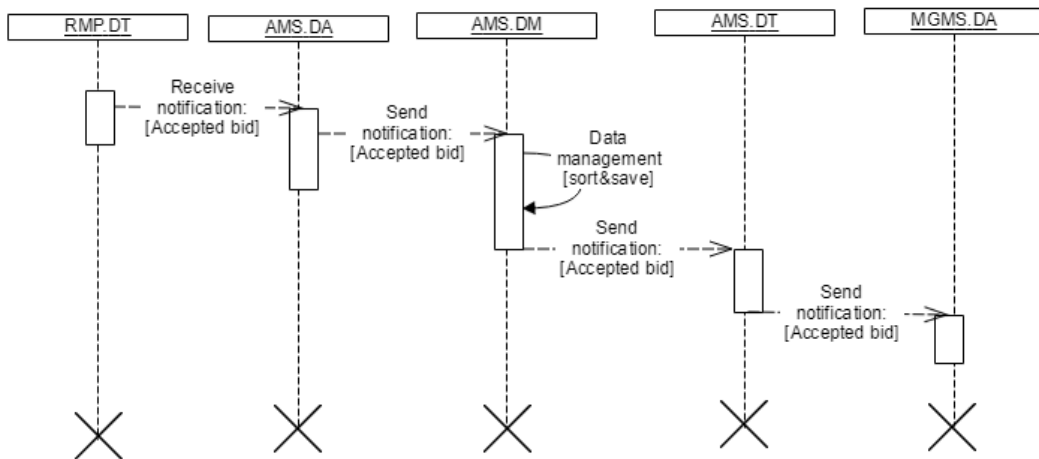 RMP.DT
AMS.DA
AMS.DM
AMS.DT
MGMS.DA
Receive
notification:
[Accepted bid]
Send
notification:
[Accepted bid]
Data
management
[sort&save]
Send
notification:
[Accepted bid]
Send
notification:
[Accepted bid]